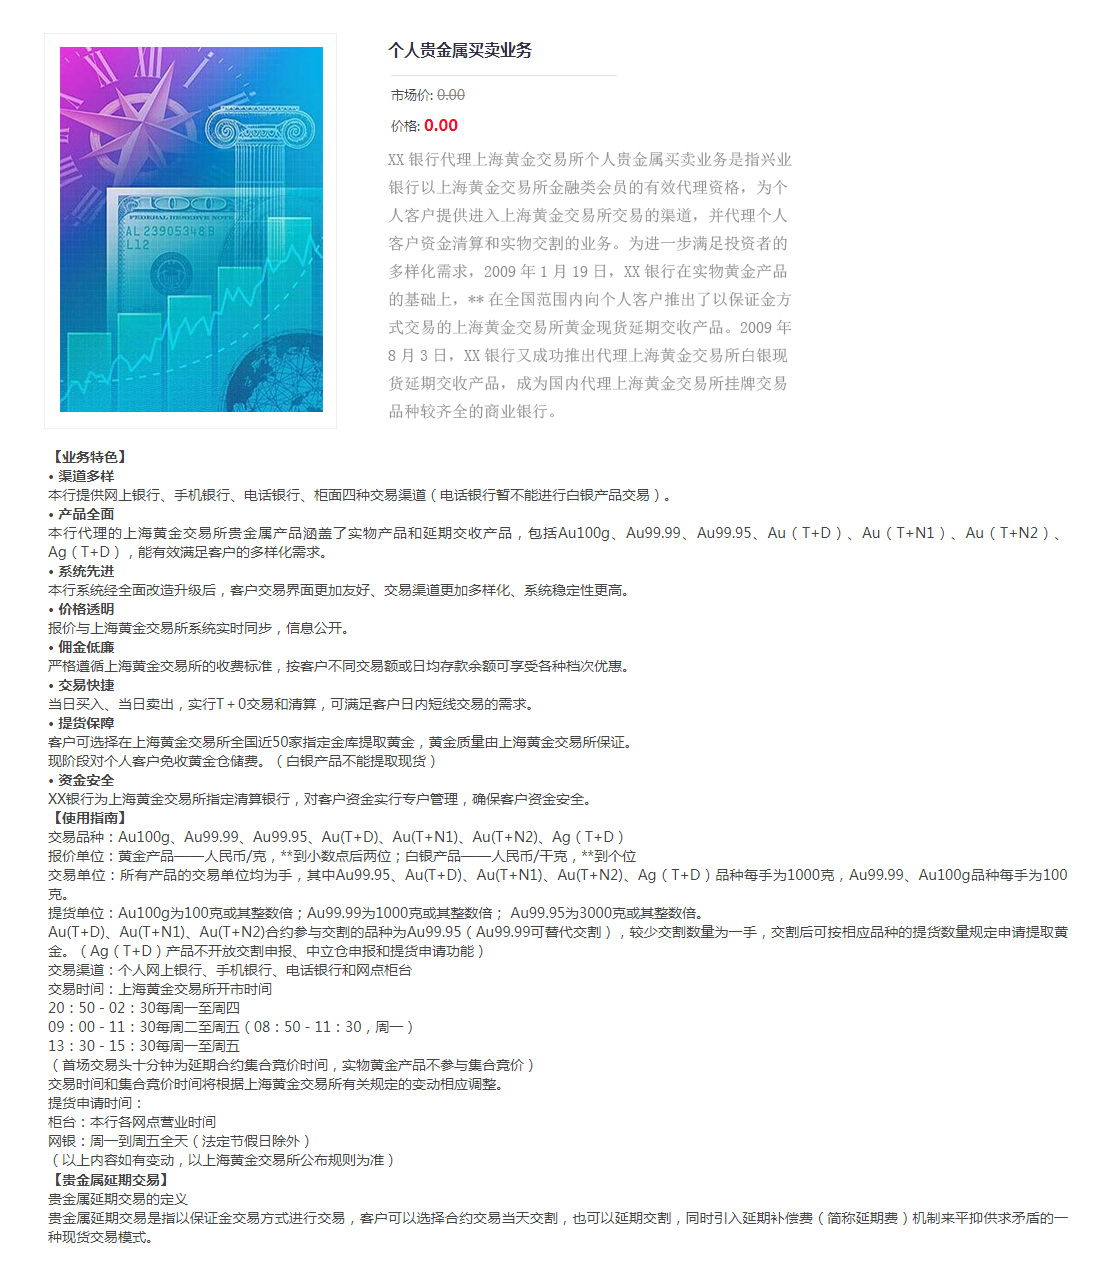 个人贵金属买卖业务
市场价: 0.00
价格: 0.00
XX 银行代理上海黄金交易所个人贵金属买卖业务是指兴业
银行以上海黄金交易所金融类会员的有效代理资格，为个
人客户提供进入上海黄金交易所交易的渠道，并代理个人
客户资金清算和实物交割的业务。为进一步满足投资者的
多样化需求，2009 年 1 月 19 日，XX 银行在实物黄金产品
的基础上，** 在全国范围内向个人客户推出了以保证金方
式交易的上海黄金交易所黄金现货延期交收产品。2009 年
8 月 3 日，XX 银行又成功推出代理上海黄金交易所白银现
货延期交收产品，成为国内代理上海黄金交易所挂牌交易
品种较齐全的商业银行。
100
FEDERAL RESERVE NOTE
AL 23905348 B
L12
【业务特色】
• 渠道多样
本行提供网上银行、手机银行、电话银行、柜面四种交易渠道（电话银行暂不能进行白银产品交易）。
• 产品全面
本行代理的上海黄金交易所贵金属产品涵盖了实物产品和延期交收产品，包括Au100g、Au99.99、Au99.95、Au（T+D）、Au（T+N1）、Au（T+N2）、
Ag（T+D），能有效满足客户的多样化需求。
• 系统先进
本行系统经全面改造升级后，客户交易界面更加友好、交易渠道更加多样化、系统稳定性更高。
• 价格透明
报价与上海黄金交易所系统实时同步，信息公开。
• 佣金低廉
严格遵循上海黄金交易所的收费标准，按客户不同交易额或日均存款余额可享受各种档次优惠。
• 交易快捷
当日买入、当日卖出，实行T＋0交易和清算，可满足客户日内短线交易的需求。
• 提货保障
客户可选择在上海黄金交易所全国近50家指定金库提取黄金，黄金质量由上海黄金交易所保证。
现阶段对个人客户免收黄金仓储费。（白银产品不能提取现货）
• 资金安全
XX银行为上海黄金交易所指定清算银行，对客户资金实行专户管理，确保客户资金安全。
【使用指南】
交易品种：Au100g、Au99.99、Au99.95、Au(T+D)、Au(T+N1)、Au(T+N2)、Ag（T+D）
报价单位：黄金产品——人民币/克，**到小数点后两位；白银产品——人民币/千克，**到个位
交易单位：所有产品的交易单位均为手，其中Au99.95、Au(T+D)、Au(T+N1)、Au(T+N2)、Ag（T+D）品种每手为1000克，Au99.99、Au100g品种每手为100
克。
提货单位：Au100g为100克或其整数倍；Au99.99为1000克或其整数倍； Au99.95为3000克或其整数倍。
Au(T+D)、Au(T+N1)、Au(T+N2)合约参与交割的品种为Au99.95（Au99.99可替代交割），较少交割数量为一手，交割后可按相应品种的提货数量规定申请提取黄
金。（Ag（T+D）产品不开放交割申报、中立仓申报和提货申请功能）
交易渠道：个人网上银行、手机银行、电话银行和网点柜台
交易时间：上海黄金交易所开市时间
20：50－02：30每周一至周四
09：00－11：30每周二至周五（08：50－11：30，周一）
13：30－15：30每周一至周五
（首场交易头十分钟为延期合约集合竞价时间，实物黄金产品不参与集合竞价）
交易时间和集合竞价时间将根据上海黄金交易所有关规定的变动相应调整。
提货申请时间：
柜台：本行各网点营业时间
网银：周一到周五全天（法定节假日除外）
（以上内容如有变动，以上海黄金交易所公布规则为准）
【贵金属延期交易】
贵金属延期交易的定义
贵金属延期交易是指以保证金交易方式进行交易，客户可以选择合约交易当天交割，也可以延期交割，同时引入延期补偿费（简称延期费）机制来平抑供求矛盾的一
种现货交易模式。